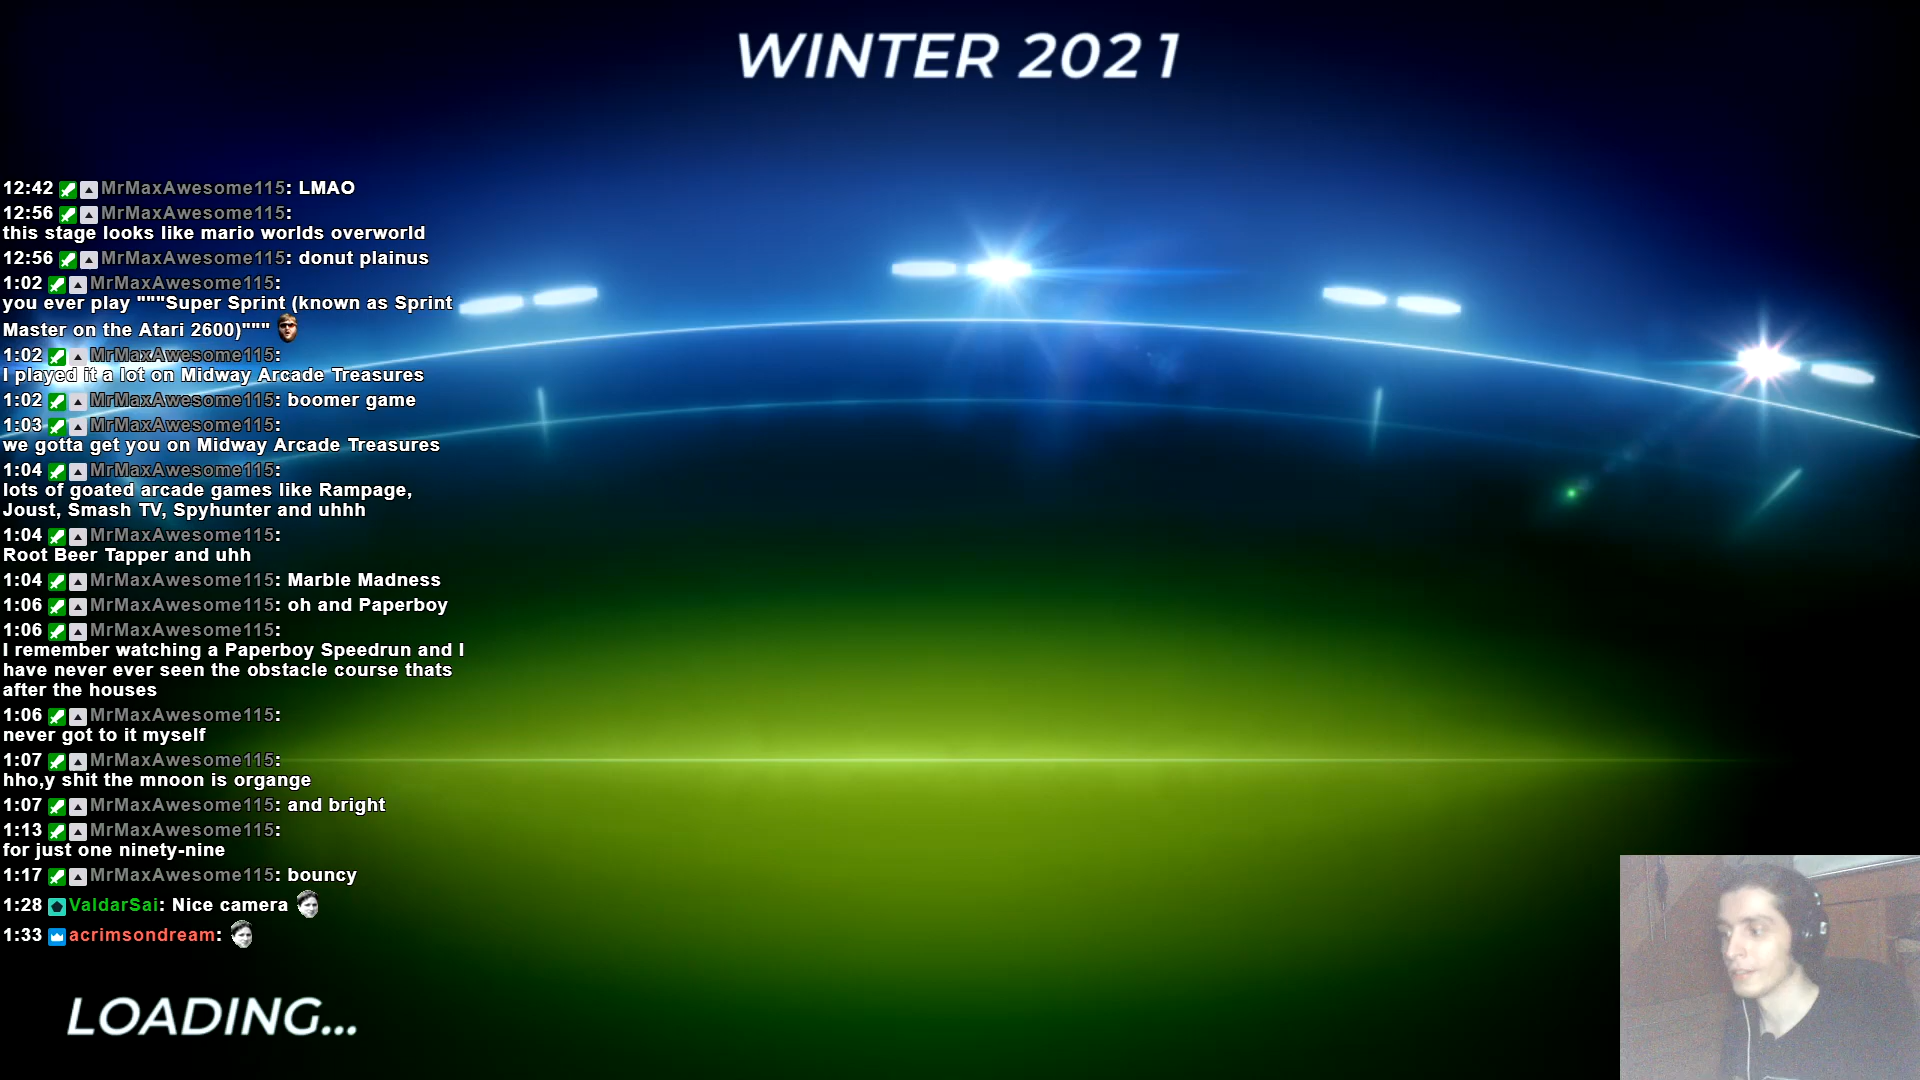 WINTER 2021
12:42 MrMaxAwesome115: LMAO
12:56 MrMaxAwesome115:
this stage looks like mario worlds overworld
12:56 MrMaxAwesome115: donut plainus
1:02 MrMaxAwesome115:
you ever play """Super Sprint (known as Sprint
Master on the Atari 2600)"""
1:02 MrMaxAwesome115:
I played it a lot on Midway Arcade Treasures
1:02 MrMaxAwesome115: boomer game
1:03 MrMaxAwesome115:
we gotta get you on Midway Arcade Treasures
1:04 MrMaxAwesome115:
lots of goated arcade games like Rampage,
Joust, Smash TV, Spyhunter and uhhh
1:04 MrMaxAwesome115:
Root Beer Tapper and uhh
1:04 MrMaxAwesome115: Marble Madness
1:06 MrMaxAwesome115: oh and Paperboy
1:06 MrMaxAwesome115:
I remember watching a Paperboy Speedrun and I
have never ever seen the obstacle course thats
after the houses
1:06 MrMaxAwesome115:
never got to it myself
1:07 MrMaxAwesome115:
hho,y shit the mnoon is organge
1:07 MrMaxAwesome115: and bright
1:13 MrMaxAwesome115:
for just one ninety-nine
1:17 MrMaxAwesome115: bouncy
1:28 ValdarSai: Nice camera
1:33 acrimsondream:
LOADING...